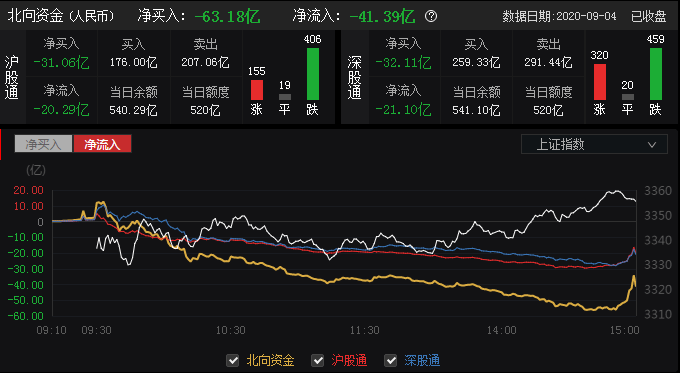 北向资金 (人民币) 净买入: -63.18亿 净流入: -41.39亿 ? 数据日期:2020-09-04 已收盘
沪股通 净买入 买入 卖出 406
-31.06亿 176.00亿 207.06亿 155 19
净流入 当日余额 当日额度
-20.29亿 540.29亿 520亿 涨 平 跌
深股通 净买入 买入 卖出 459
-32.11亿 259.33亿 291.44亿 320 20
净流入 当日余额 当日额度
-21.10亿 541.10亿 520亿 涨 平 跌
净买入 净流入 上证指数
(亿)
20.00 3360
10.00 3350
0
-10.00 3340
-20.00
-30.00 3330
-40.00 3320
-50.00
-60.00 3310
09:10 09:30 10:30 11:30 14:00 15:00
北向资金 沪股通 深股通